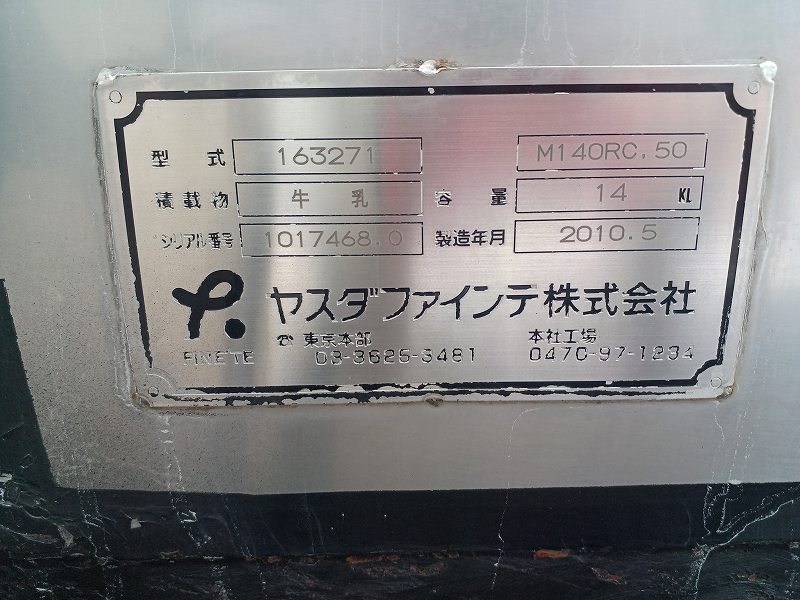 型式 163271 M140RC.50
積載物 牛乳 容量 14 KL
シリアル番号 1017468.0 製造年月 2010.5
ヤスダファインテ株式会社
FINETE ☎ 東京本部 03-3625-3481 本社工場 0470-97-1234